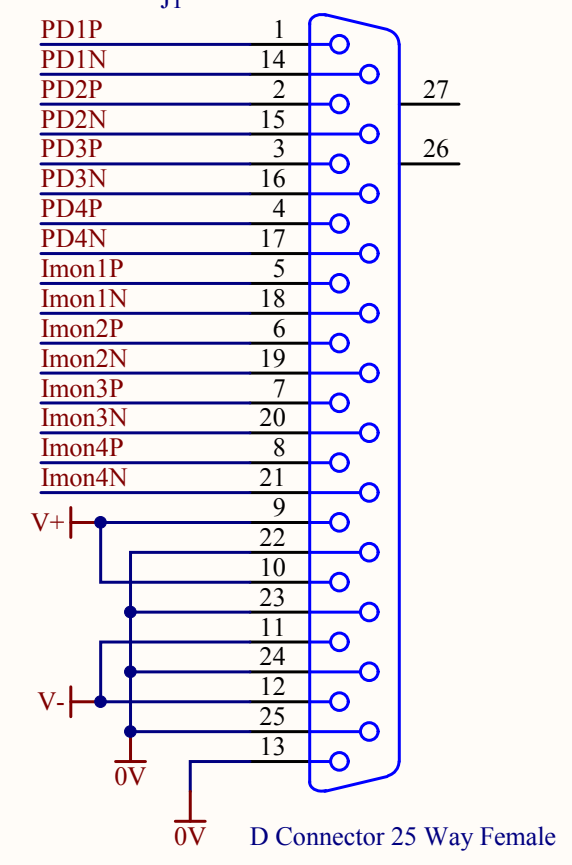 J1
PD1P 1
PD1N 14
PD2P 2 27
PD2N 15
PD3P 3 26
PD3N 16
PD4P 4
PD4N 17
Imon1P 5
Imon1N 18
Imon2P 6
Imon2N 19
Imon3P 7
Imon3N 20
Imon4P 8
Imon4N 21
V+ 9
22
10
23
11
24
V- 12
25
13
0V
0V D Connector 25 Way Female